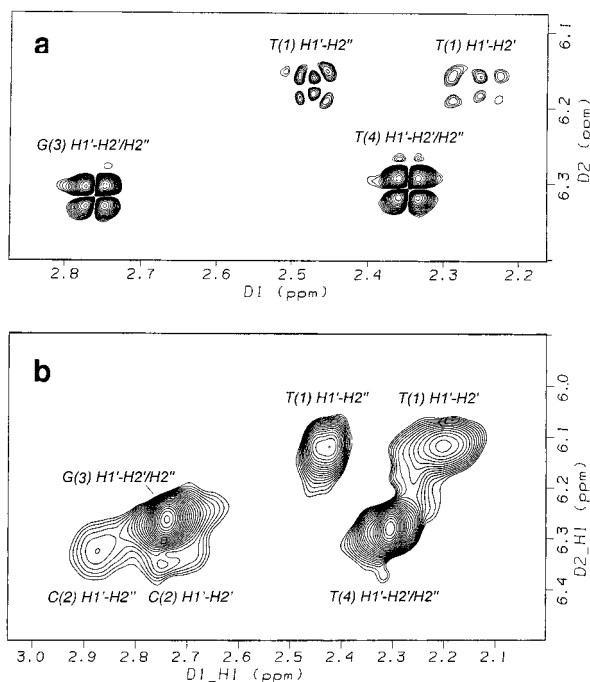 a
T(1) H1'-H2" T(1) H1'-H2'
6.1
6.2
G(3) H1'-H2'/H2" T(4) H1'-H2'/H2"
6.3
D2 (ppm)
2.8 2.7 2.6 2.5 2.4 2.3 2.2
D1 (ppm)
b
T(1) H1'-H2" T(1) H1'-H2'
6.0
6.1
G(3) H1'-H2'/H2"
6.2
6.3
6.4
D2_H1 (ppm)
C(2) H1'-H2" C(2) H1'-H2' T(4) H1'-H2'/H2"
3.0 2.9 2.8 2.7 2.6 2.5 2.4 2.3 2.2 2.1
D1_H1 (ppm)